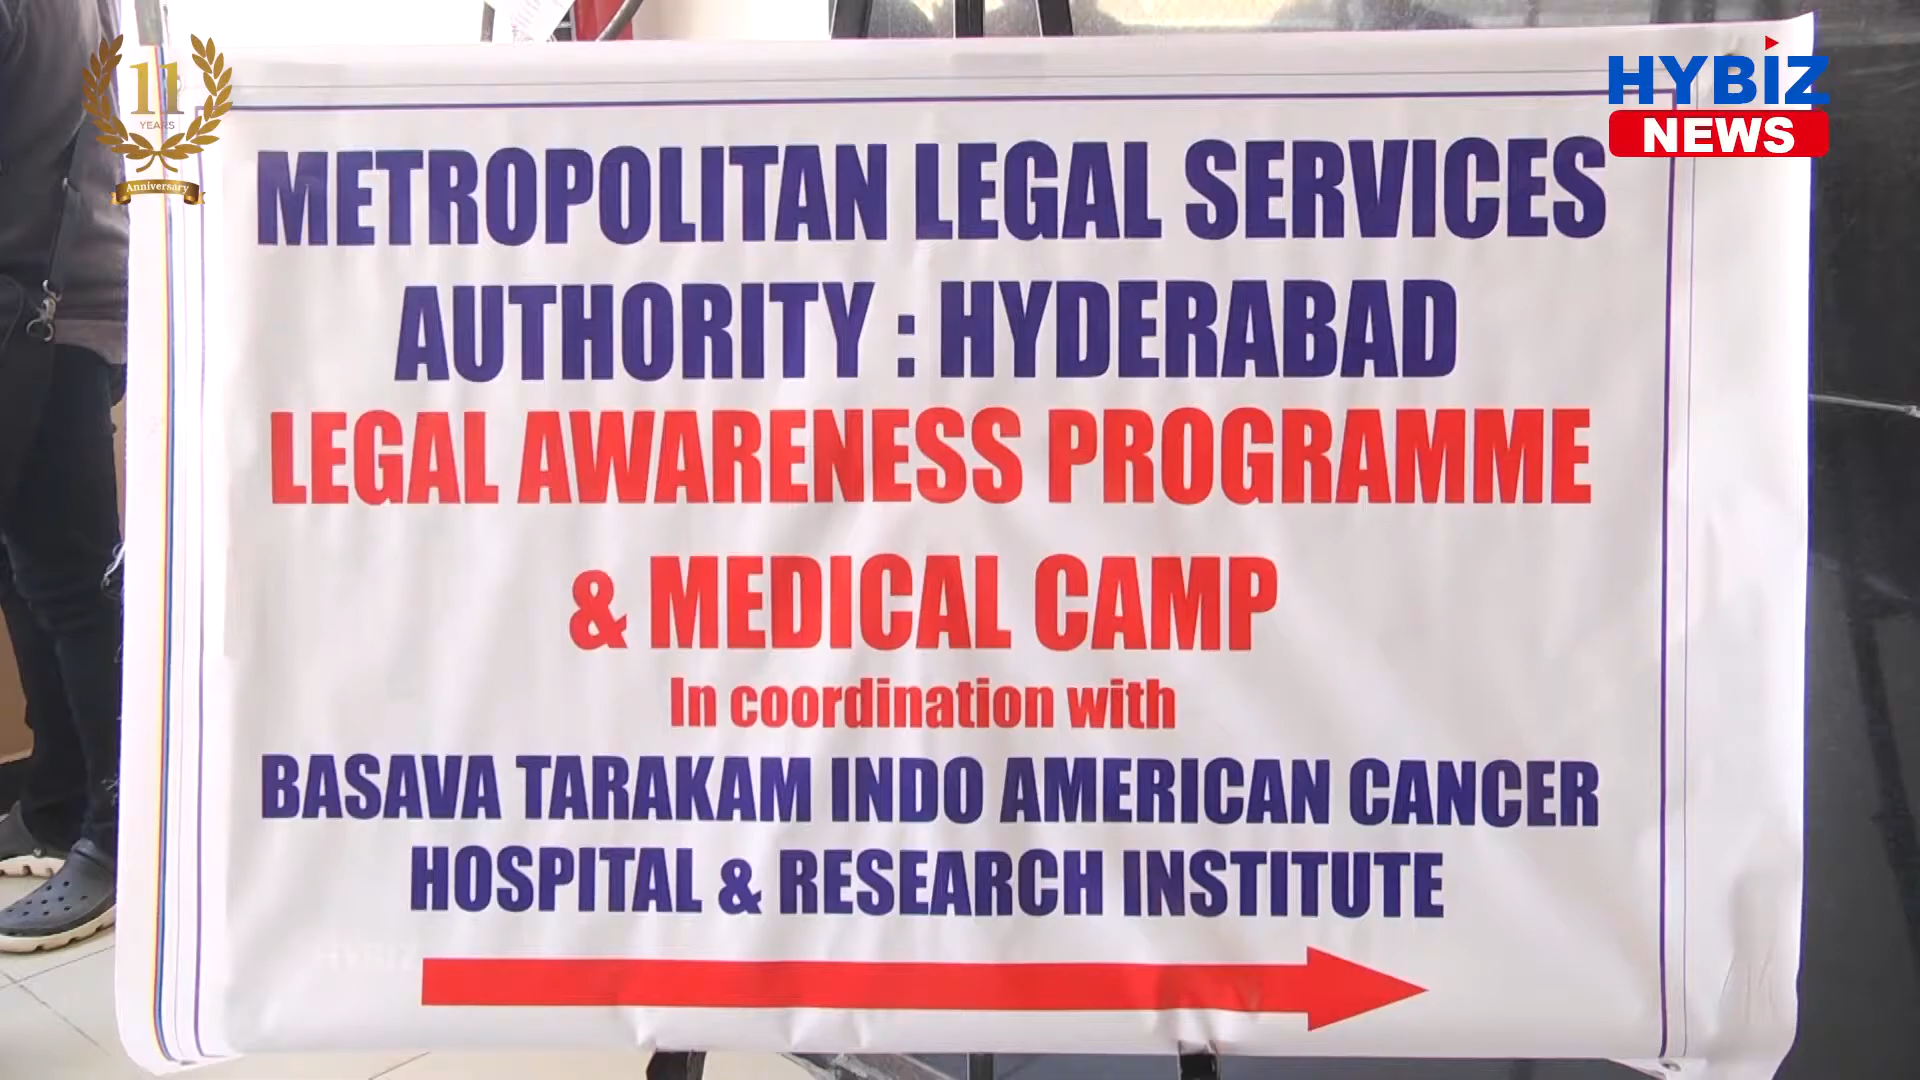 11
YEARS
Anniversary
HYBIZ
NEWS
METROPOLITAN LEGAL SERVICES
AUTHORITY : HYDERABAD
LEGAL AWARENESS PROGRAMME
& MEDICAL CAMP
In coordination with
BASAVA TARAKAM INDO AMERICAN CANCER
HOSPITAL & RESEARCH INSTITUTE
HYBIZ